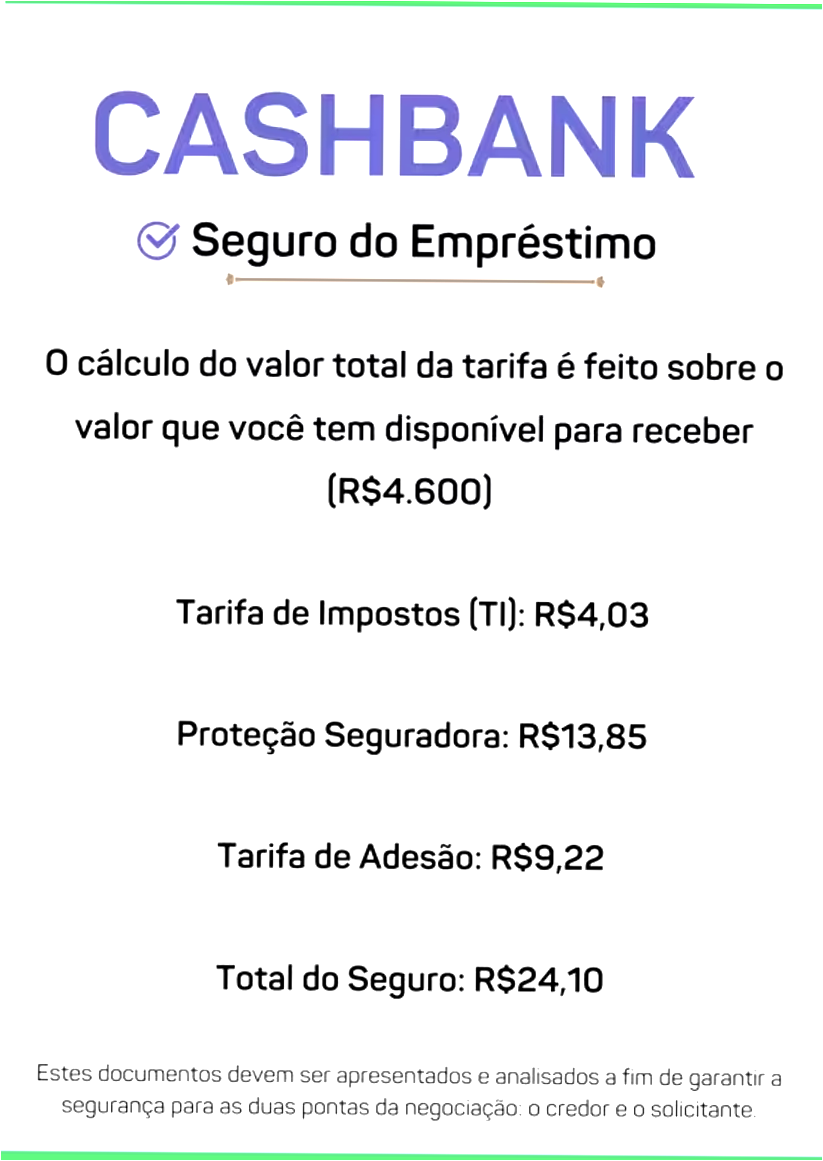 CASHBANK
Seguro do Empréstimo
O cálculo do valor total da tarifa é feito sobre o
valor que você tem disponível para receber
(R$4.600)
Tarifa de Impostos (TI): R$4,03
Proteção Seguradora: R$13,85
Tarifa de Adesão: R$9,22
Total do Seguro: R$24,10
Estes documentos devem ser apresentados e analisados a fim de garantir a
segurança para as duas pontas da negociação: o credor e o solicitante.